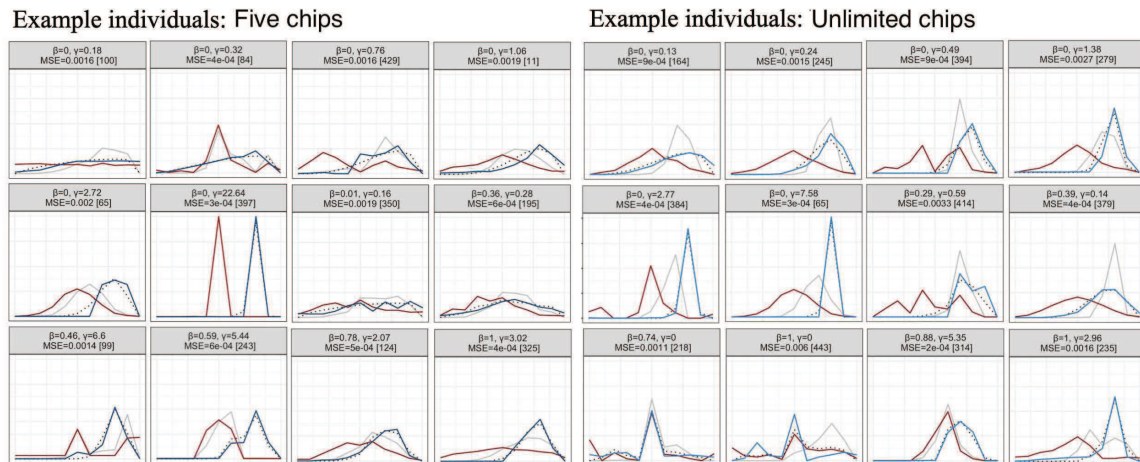 Example individuals: Five chips
β=0, γ=0.18 β=0, γ=0.32 β=0, γ=0.76 β=0, γ=1.06
MSE=0.0016 [100] MSE=4e-04 [84] MSE=0.0016 [429] MSE=0.0019 [11]
β=0, γ=2.72 β=0, γ=22.64 β=0.01, γ=0.16 β=0.36, γ=0.28
MSE=0.002 [65] MSE=3e-04 [397] MSE=0.0019 [350] MSE=6e-04 [195]
β=0.46, γ=6.6 β=0.59, γ=5.44 β=0.78, γ=2.07 β=1, γ=3.02
MSE=0.0014 [99] MSE=6e-04 [243] MSE=5e-04 [124] MSE=4e-04 [325]
Example individuals: Unlimited chips
β=0, γ=0.13 β=0, γ=0.24 β=0, γ=0.49 β=0, γ=1.38
MSE=9e-04 [164] MSE=0.0015 [245] MSE=9e-04 [394] MSE=0.0027 [279]
β=0, γ=2.77 β=0, γ=7.58 β=0.29, γ=0.59 β=0.39, γ=0.14
MSE=4e-04 [384] MSE=3e-04 [65] MSE=0.0033 [414] MSE=4e-04 [379]
β=0.74, γ=0 β=1, γ=0 β=0.88, γ=5.35 β=1, γ=2.96
MSE=0.0011 [218] MSE=0.006 [443] MSE=2e-04 [314] MSE=0.0016 [235]